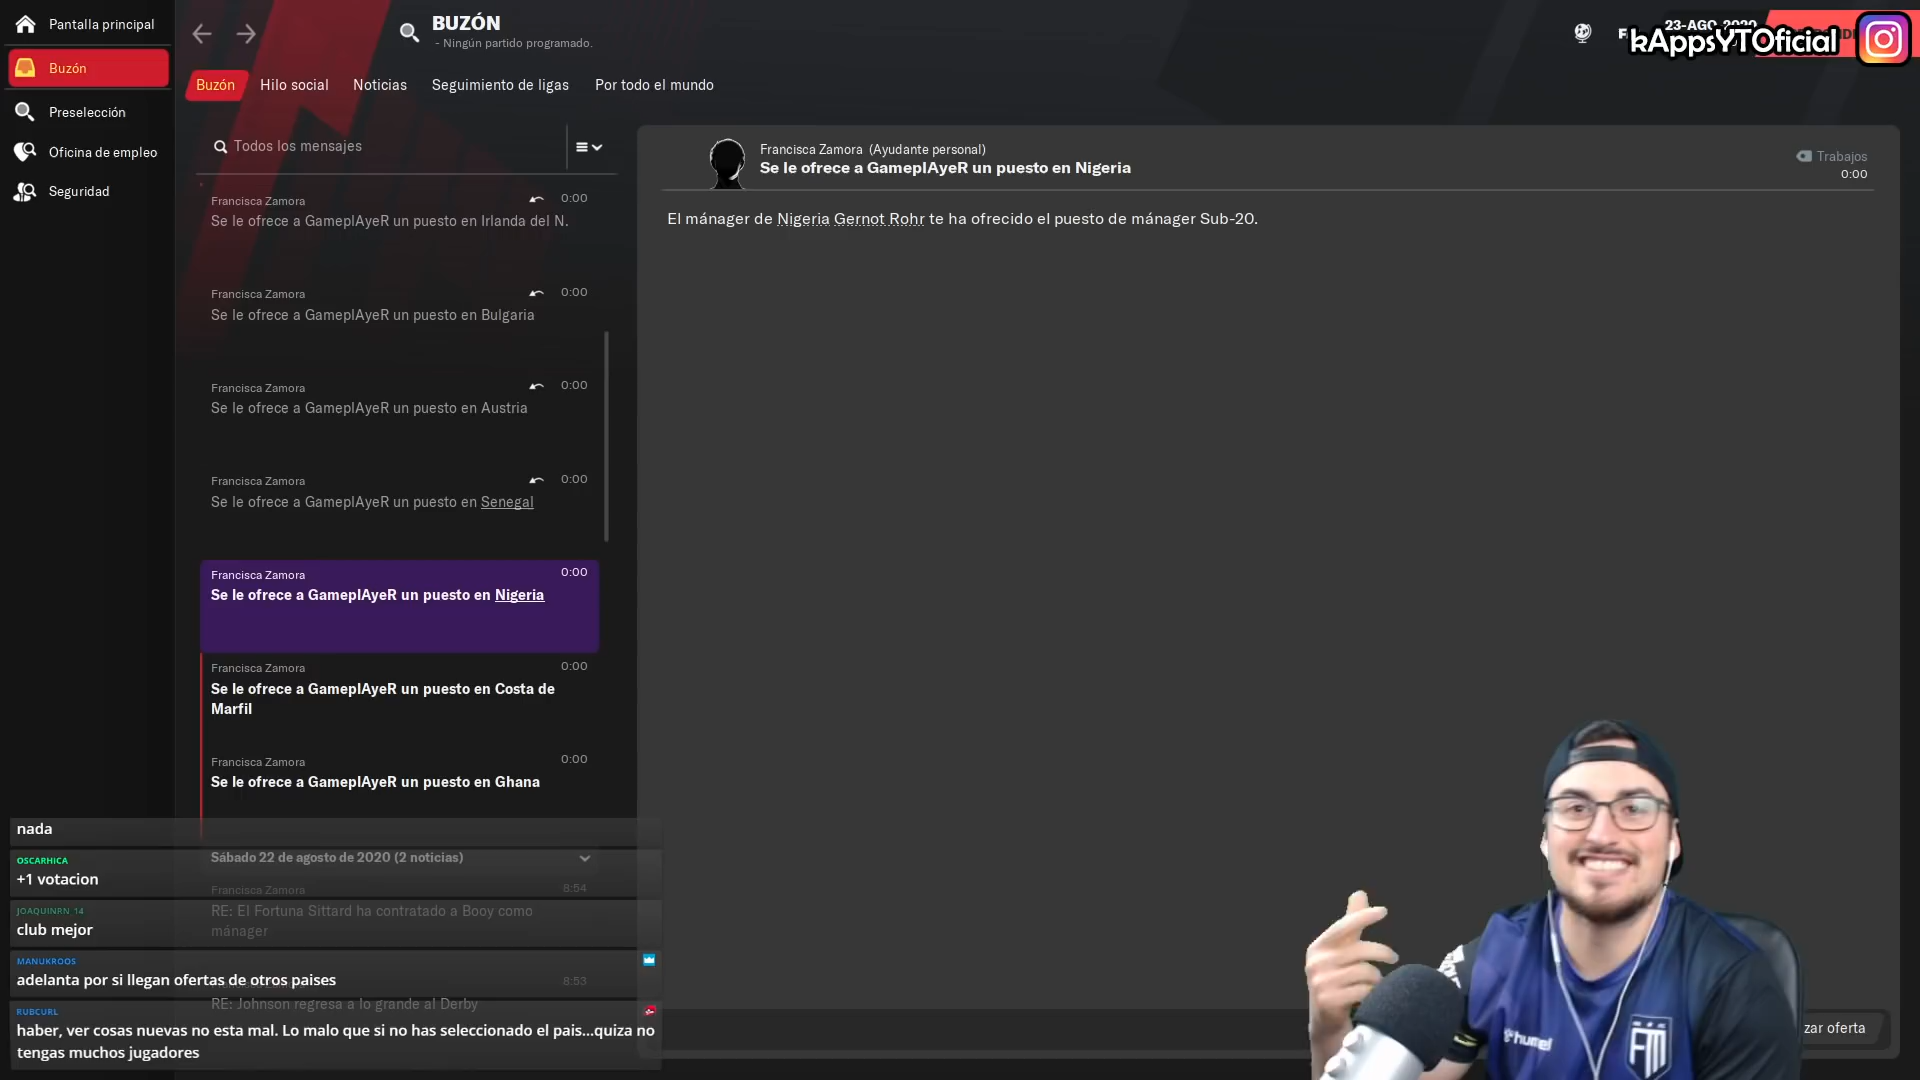 Pantalla principal
Buzón
Preselección
Oficina de empleo
Seguridad
BUZÓN
- Ningún partido programado.
23-AGO-2020
kAppsYTOficial
Buzón
Hilo social
Noticias
Seguimiento de ligas
Por todo el mundo
Todos los mensajes
Francisca Zamora
0:00
Se le ofrece a GameplAyeR un puesto en Irlanda del N.
Francisca Zamora
0:00
Se le ofrece a GameplAyeR un puesto en Bulgaria
Francisca Zamora
0:00
Se le ofrece a GameplAyeR un puesto en Austria
Francisca Zamora
0:00
Se le ofrece a GameplAyeR un puesto en Senegal
Francisca Zamora
0:00
Se le ofrece a GameplAyeR un puesto en Nigeria
Francisca Zamora
0:00
Se le ofrece a GameplAyeR un puesto en Costa de
Marfil
Francisca Zamora
0:00
Se le ofrece a GameplAyeR un puesto en Ghana
Sábado 22 de agosto de 2020 (2 noticias)
Francisca Zamora
8:54
RE: El Fortuna Sittard ha contratado a Booy como
mánager
8:53
RE: Johnson regresa a lo grande al Derby
Francisca Zamora (Ayudante personal)
Se le ofrece a GameplAyeR un puesto en Nigeria
Trabajos
0:00
El mánager de Nigeria Gernot Rohr te ha ofrecido el puesto de mánager Sub-20.
zar oferta
nada
OSCARHICA
+1 votacion
JOAQUINRN_14
club mejor
MANUKROOS
adelanta por si llegan ofertas de otros paises
RUBCURL
haber, ver cosas nuevas no esta mal. Lo malo que si no has seleccionado el pais...quiza no
tengas muchos jugadores
hummel
FM